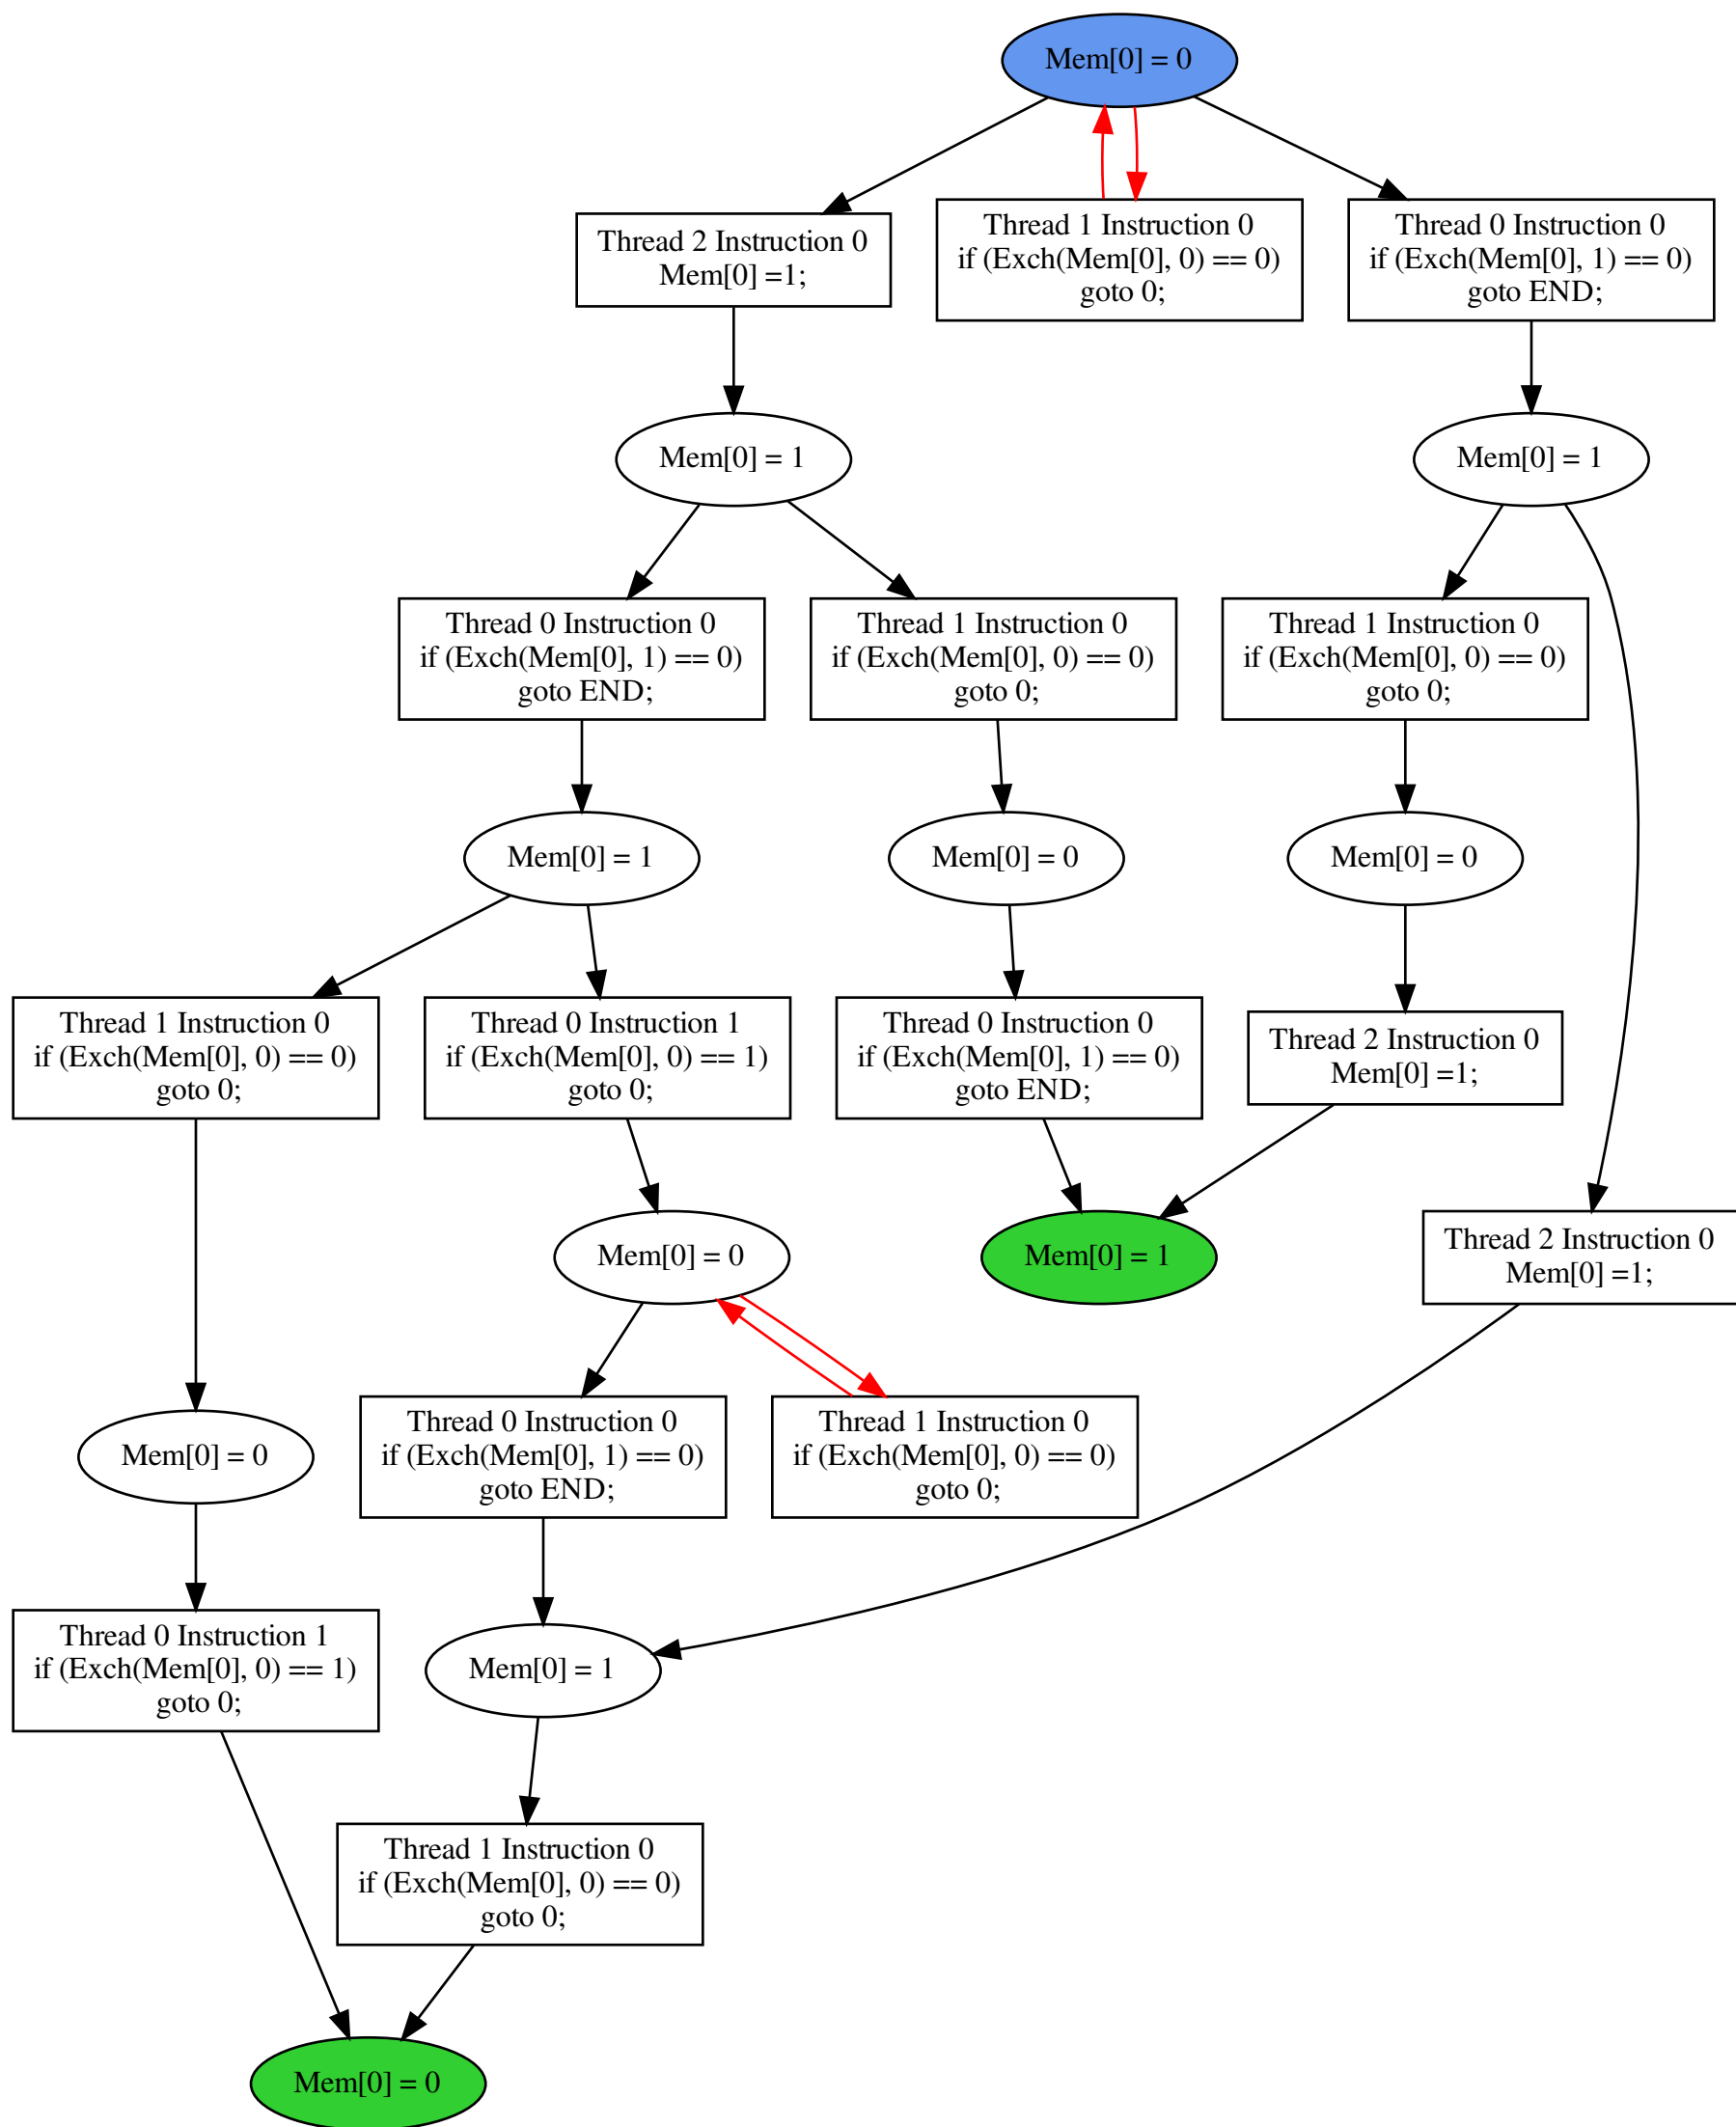 Mem[0] = 0
Thread 2 Instruction 0
Mem[0] =1;
Thread 1 Instruction 0
if (Exch(Mem[0], 0) == 0)
goto 0;
Thread 0 Instruction 0
if (Exch(Mem[0], 1) == 0)
goto END;
Mem[0] = 1
Mem[0] = 1
Thread 0 Instruction 0
if (Exch(Mem[0], 1) == 0)
goto END;
Thread 1 Instruction 0
if (Exch(Mem[0], 0) == 0)
goto 0;
Thread 1 Instruction 0
if (Exch(Mem[0], 0) == 0)
goto 0;
Mem[0] = 1
Mem[0] = 0
Mem[0] = 0
Thread 1 Instruction 0
if (Exch(Mem[0], 0) == 0)
goto 0;
Thread 0 Instruction 1
if (Exch(Mem[0], 0) == 1)
goto 0;
Thread 0 Instruction 0
if (Exch(Mem[0], 1) == 0)
goto END;
Thread 2 Instruction 0
Mem[0] =1;
Mem[0] = 0
Mem[0] = 1
Thread 2 Instruction 0
Mem[0] =1;
Mem[0] = 0
Thread 0 Instruction 0
if (Exch(Mem[0], 1) == 0)
goto END;
Thread 1 Instruction 0
if (Exch(Mem[0], 0) == 0)
goto 0;
Thread 0 Instruction 1
if (Exch(Mem[0], 0) == 1)
goto 0;
Mem[0] = 1
Thread 1 Instruction 0
if (Exch(Mem[0], 0) == 0)
goto 0;
Mem[0] = 0